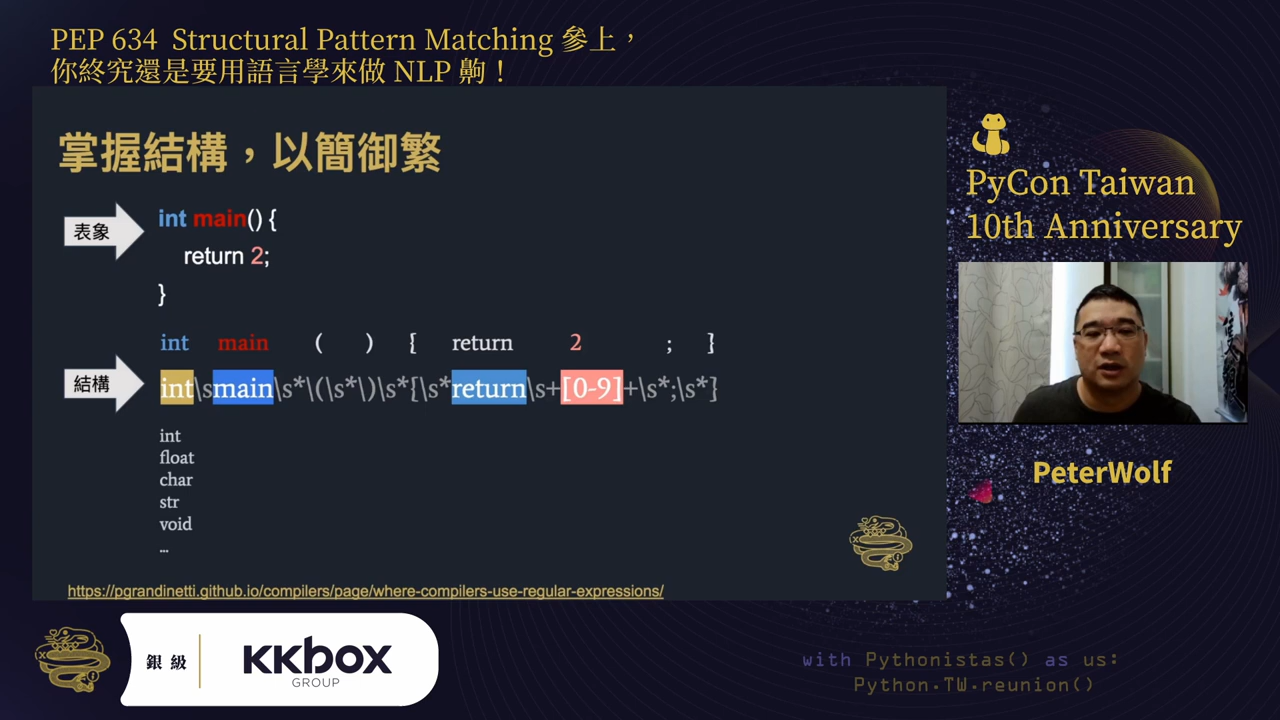 PEP 634 Structural Pattern Matching 參上，
你終究還是要用語言學來做 NLP 齁！
掌握結構，以簡御繁
表象
int main() {
return 2;
}
int main ( ) { return 2 ; }
結構
int\smain\s*\(\s*\)\s*{\s*return\s+[0-9]+\s*;\s*}
int
float
char
str
void
…
https://pgrandinetti.github.io/compilers/page/where-compilers-use-regular-expressions/
PyCon Taiwan
10th Anniversary
PeterWolf
銀級
KKBOX
GROUP
with Pythonistas() as us:
Python.TW.reunion()